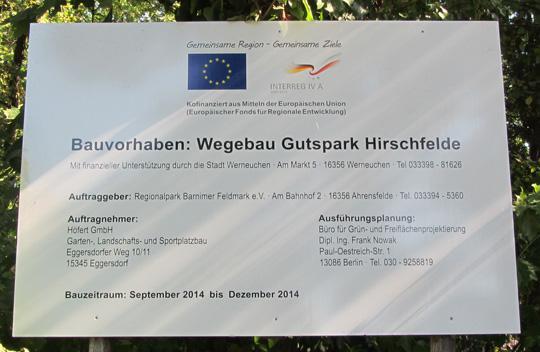 Gemeinsame Region - Gemeinsame Ziele
INTERREG IV A
Kofinanziert aus Mitteln der Europäischen Union
(Europäischer Fonds für Regionale Entwicklung)
Bauvorhaben: Wegebau Gutspark Hirschfelde
Mit finanzieller Unterstützung durch die Stadt Werneuchen · Am Markt 5 · 16356 Werneuchen · Tel 033398 - 81626
Auftraggeber: Regionalpark Barnimer Feldmark e.V. · Am Bahnhof 2 · 16356 Ahrensfelde · Tel. 033394 - 5360
Auftragnehmer:
Höfert GmbH
Garten-, Landschafts- und Sportplatzbau
Eggersdorfer Weg 10/11
15345 Eggersdorf
Ausführungsplanung:
Büro für Grün- und Freiflächenprojektierung
Dipl. Ing. Frank Nowak
Paul-Oestreich-Str. 1
13086 Berlin · Tel. 030 - 9258819
Bauzeitraum: September 2014 bis Dezember 2014